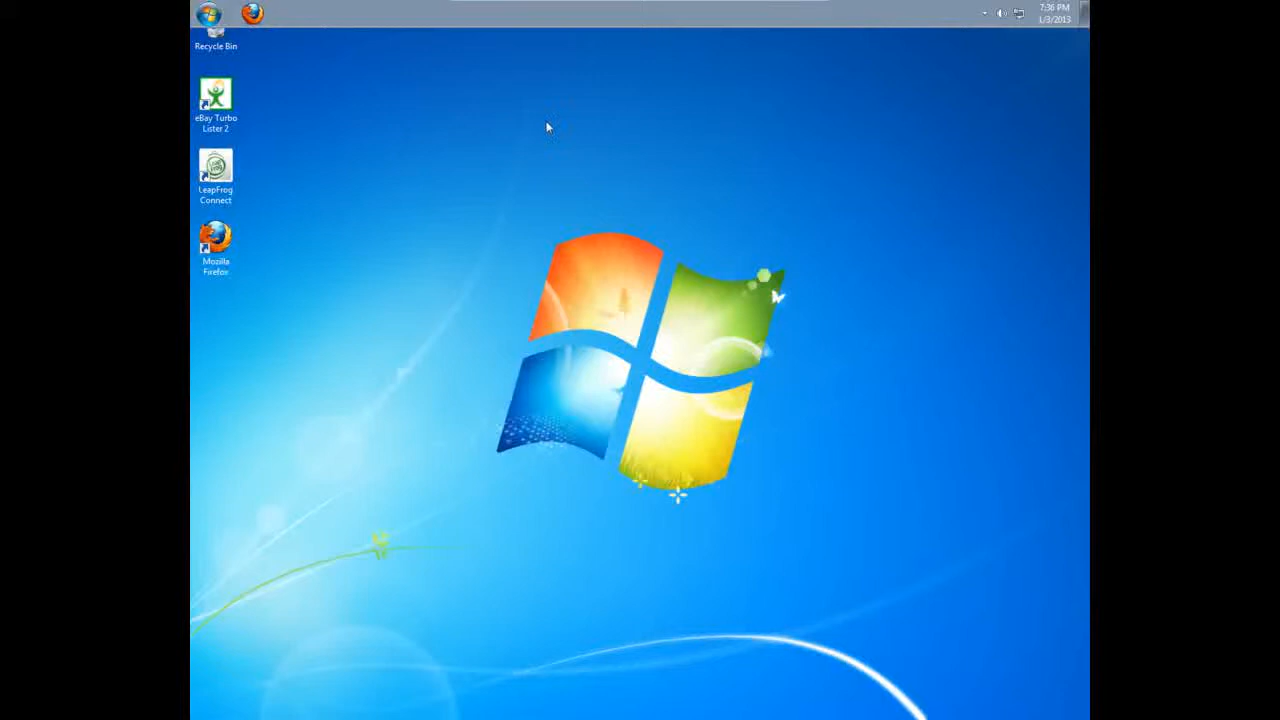 7:36 PM
1/3/2013
Recycle Bin
eBay Turbo
Lister 2
LeapFrog
Connect
Mozilla
Firefox